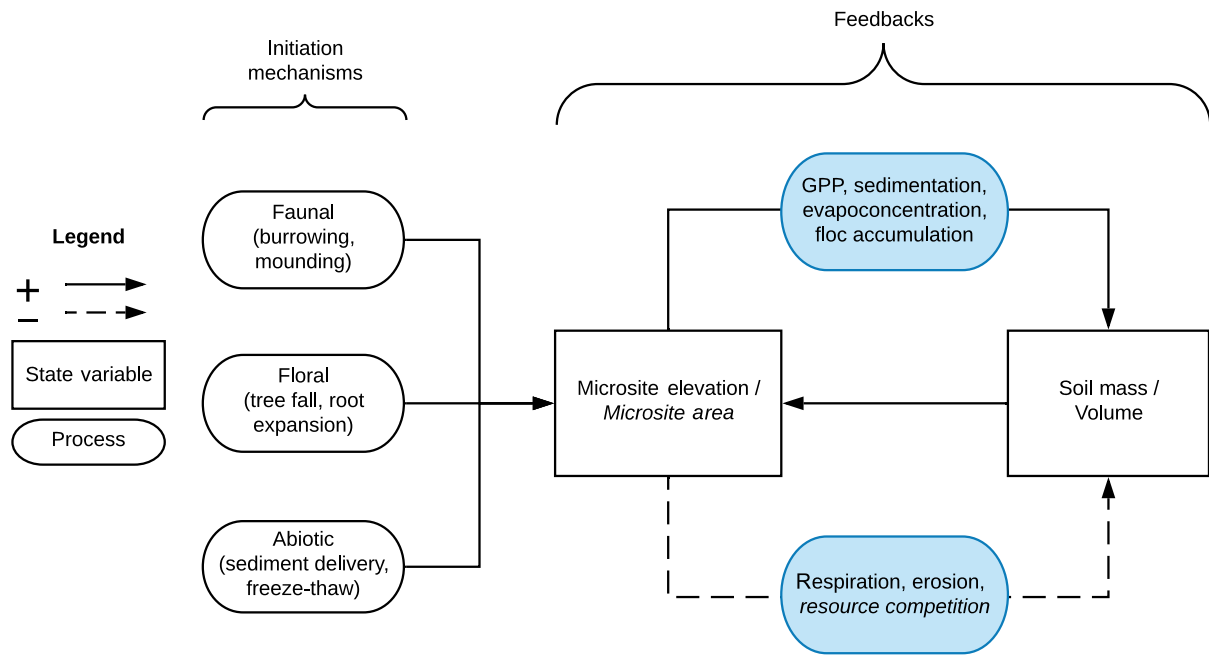 Feedbacks
Initiation
mechanisms
Legend
+
–
State variable
Process
Faunal
(burrowing,
mounding)
Floral
(tree fall, root
expansion)
Abiotic
(sediment delivery,
freeze-thaw)
GPP, sedimentation,
evapoconcentration,
floc accumulation
Microsite elevation /
Microsite area
Soil mass /
Volume
Respiration, erosion,
resource competition